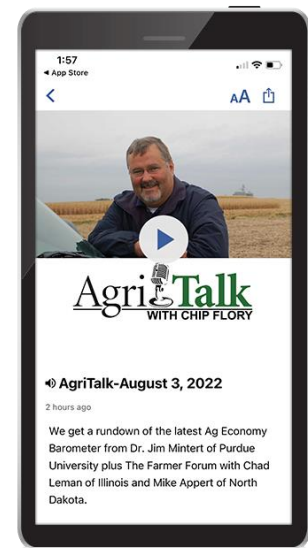 1:57
◀ App Store
AA
AgriTalk
WITH CHIP FLORY
AgriTalk-August 3, 2022
2 hours ago
We get a rundown of the latest Ag Economy
Barometer from Dr. Jim Mintert of Purdue
University plus The Farmer Forum with Chad
Leman of Illinois and Mike Appert of North
Dakota.